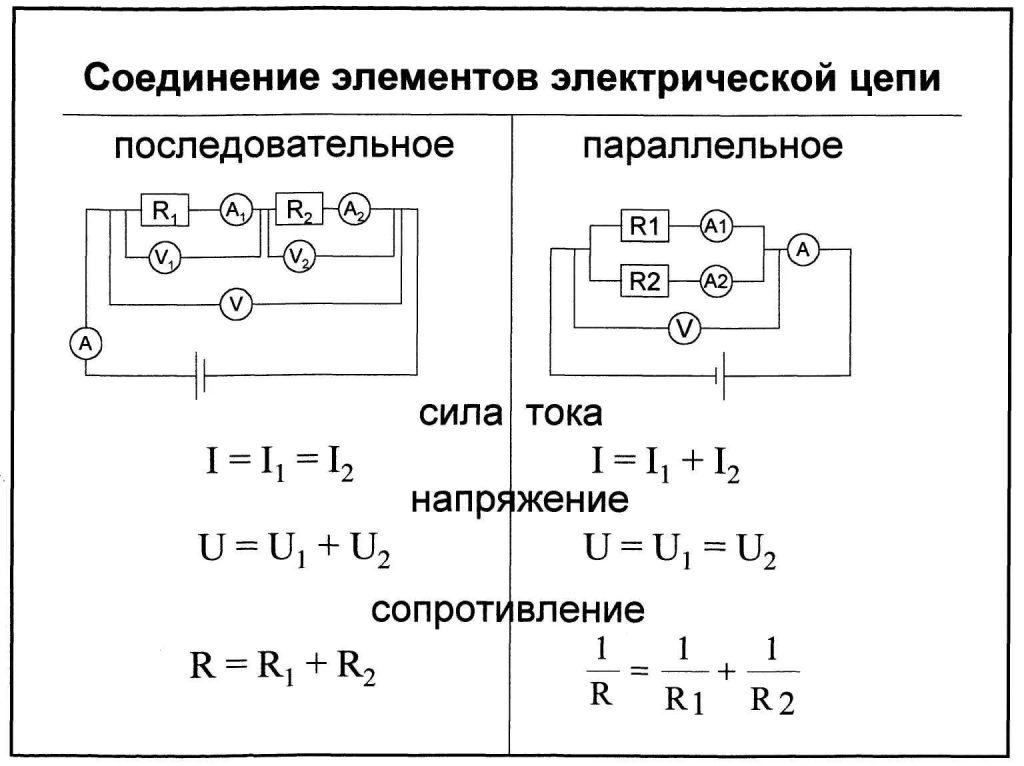 Соединение элементов электрической цепи
последовательное
R₁ A₁ R₂ A₂
V₁ V₂
V
A
I = I₁ = I₂
U = U₁ + U₂
R = R₁ + R₂
параллельное
R1 A1
A
R2 A2
V
сила тока
I = I₁ + I₂
напряжение
U = U₁ = U₂
сопротивление
1/R = 1/R1 + 1/R2